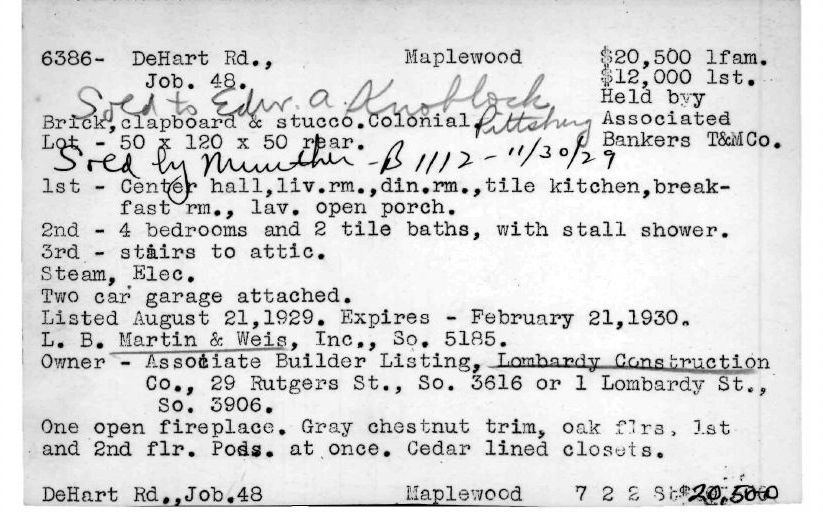 6386- DeHart Rd., Maplewood $20,500 1fam.
Job. 48. $12,000 1st.
Sold to Edw. A. Knoblock Held byy
Brick,clapboard & stucco.Colonial. Pittsburg Associated
Lot - 50 x 120 x 50 rear. Bankers T&MCo.
Sold by Munther - B 1112 - 11/30/29
1st - Center hall,liv.rm.,din.rm.,tile kitchen,break-
fast rm., lav. open porch.
2nd - 4 bedrooms and 2 tile baths, with stall shower.
3rd - stairs to attic.
Steam, Elec.
Two car garage attached.
Listed August 21,1929. Expires - February 21,1930.
L. B. Martin & Weis, Inc., So. 5185.
Owner - Associate Builder Listing, Lombardy Construction
Co., 29 Rutgers St., So. 3616 or 1 Lombardy St.,
So. 3906.
One open fireplace. Gray chestnut trim, oak flrs, 1st
and 2nd flr. Poss. at once. Cedar lined closets.
DeHart Rd.,Job.48 Maplewood 7 2 2 St $20,500